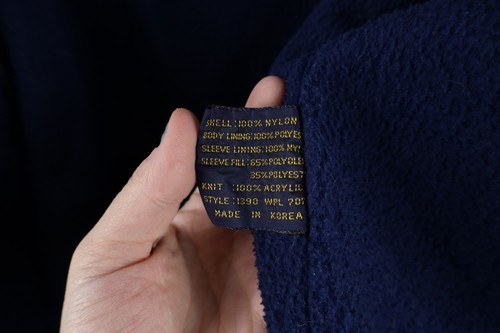 SHELL:100% NYLON
BODY LINING:100% POLYES
SLEEVE LINING:100% NY
SLEEVE FILL:65% POLYOLE
35% POLYEST
KNIT :100% ACRYLIC
STYLE:1390 WPL 707
MADE IN KOREA